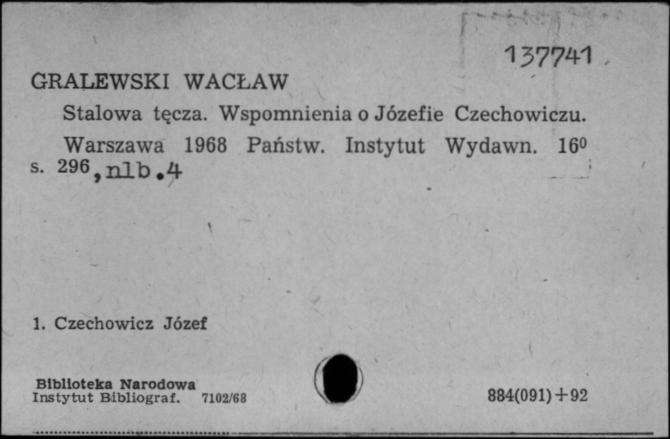 137741
GRALEWSKI WACŁAW
Stalowa tęcza. Wspomnienia o Józefie Czechowiczu.
Warszawa 1968 Państw. Instytut Wydawn. 16⁰
s. 296, nlb.4
1. Czechowicz Józef
Biblioteka Narodowa
Instytut Bibliograf. 7102/68
884(091)+92